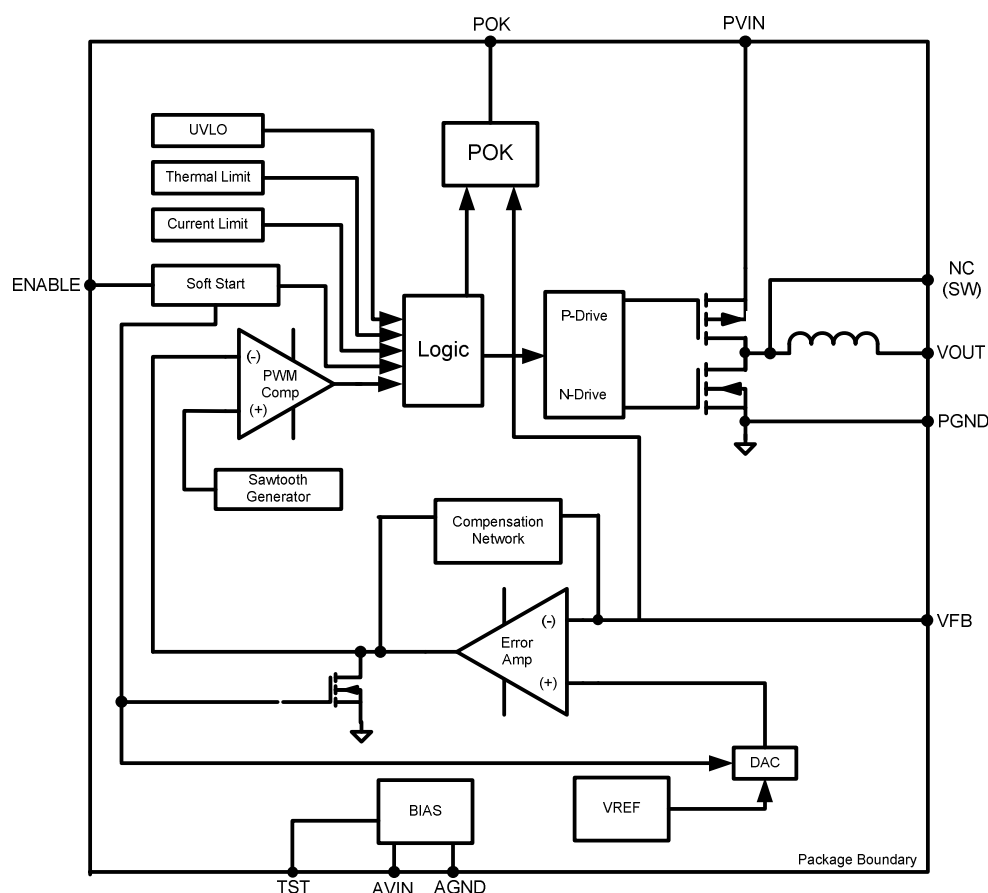 POK
PVIN
UVLO
POK
Thermal Limit
Current Limit
ENABLE
Soft Start
NC
(SW)
P-Drive
Logic
VOUT
(-)
PWM
Comp
(+)
N-Drive
PGND
Sawtooth
Generator
Compensation
Network
(-)
VFB
Error
Amp
(+)
DAC
BIAS
VREF
Package Boundary
TST
AVIN
AGND